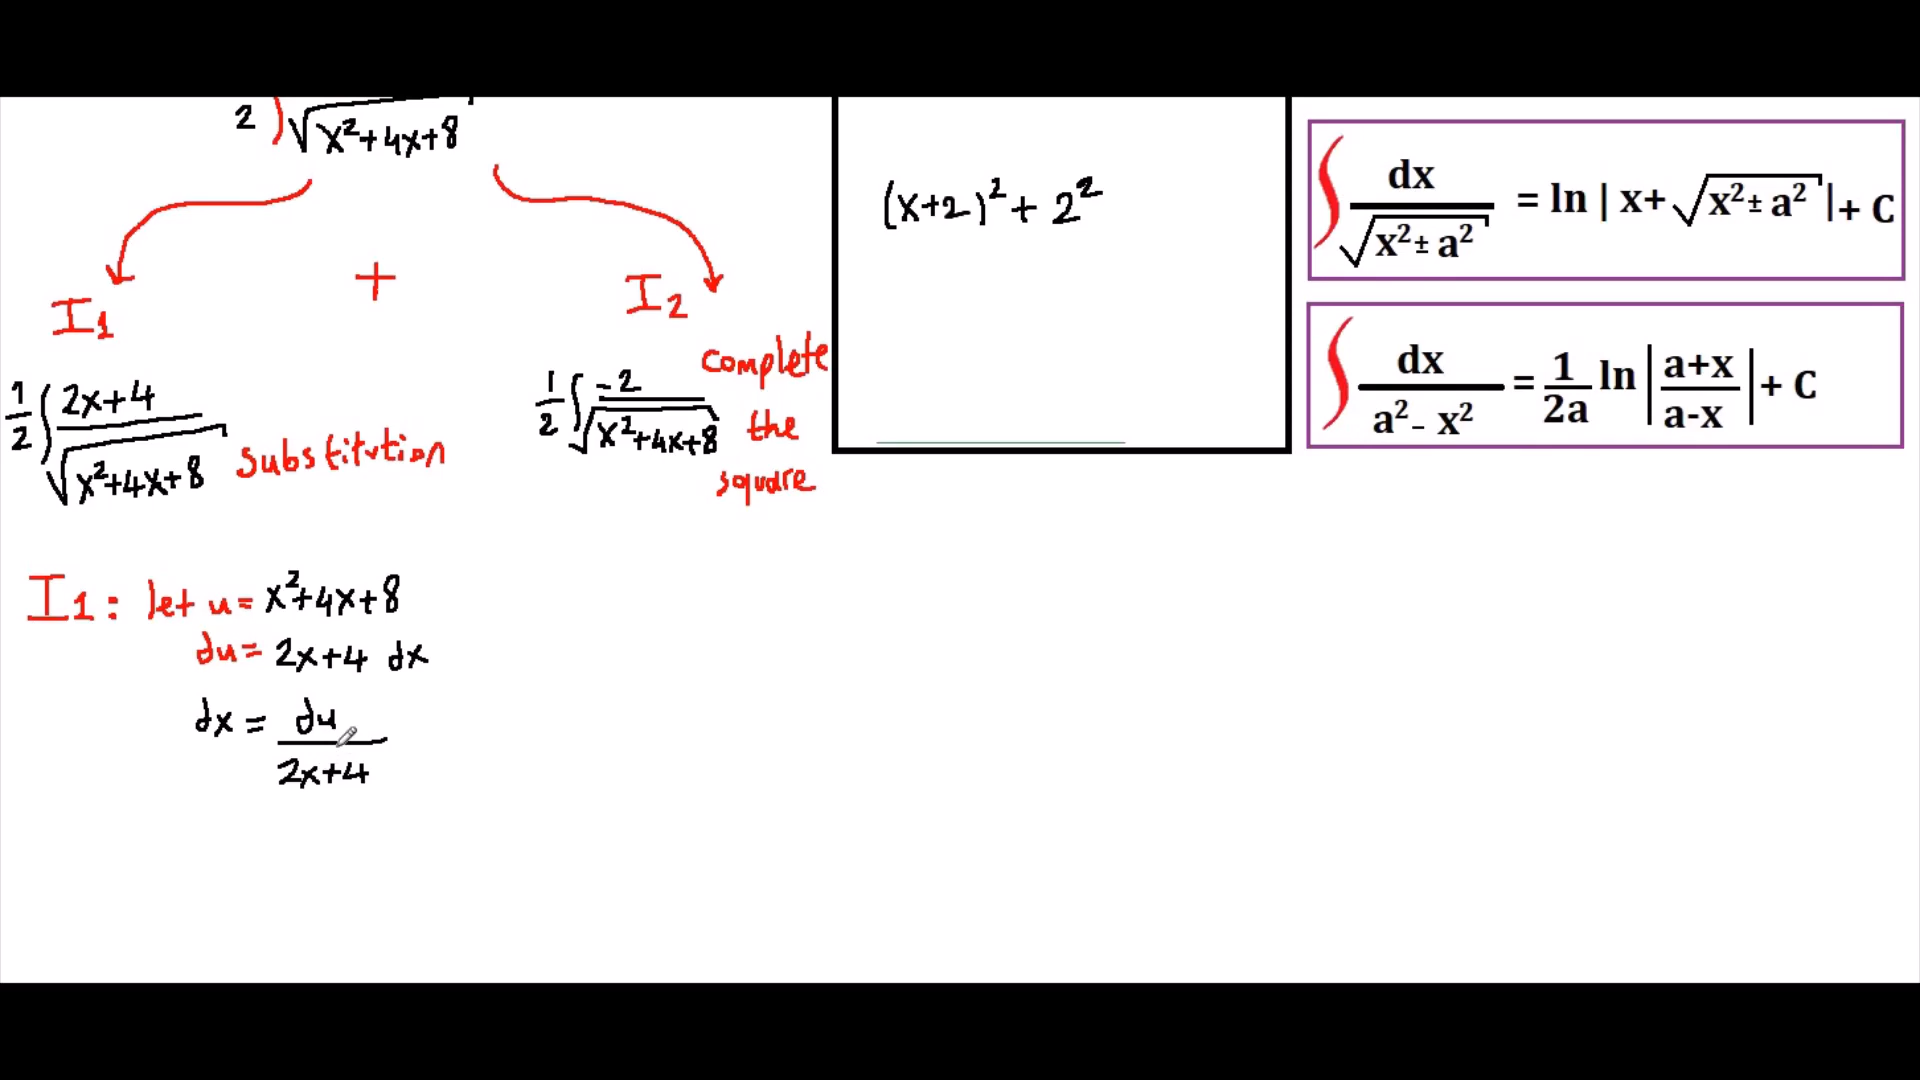 2 ∫ √x²+4x+8
I1 + I2
complete
the
square
1/2 ∫ 2x+4 / √x²+4x+8 substitution
1/2 ∫ -2 / √x²+4x+8
I1: let u= x²+4x+8
du= 2x+4 dx
dx = du / 2x+4
(x+2)²+ 2²
∫ dx / √x²± a² = ln | x+ √x²± a² | + C
∫ dx / a²- x² = 1/2a ln | a+x / a-x | + C